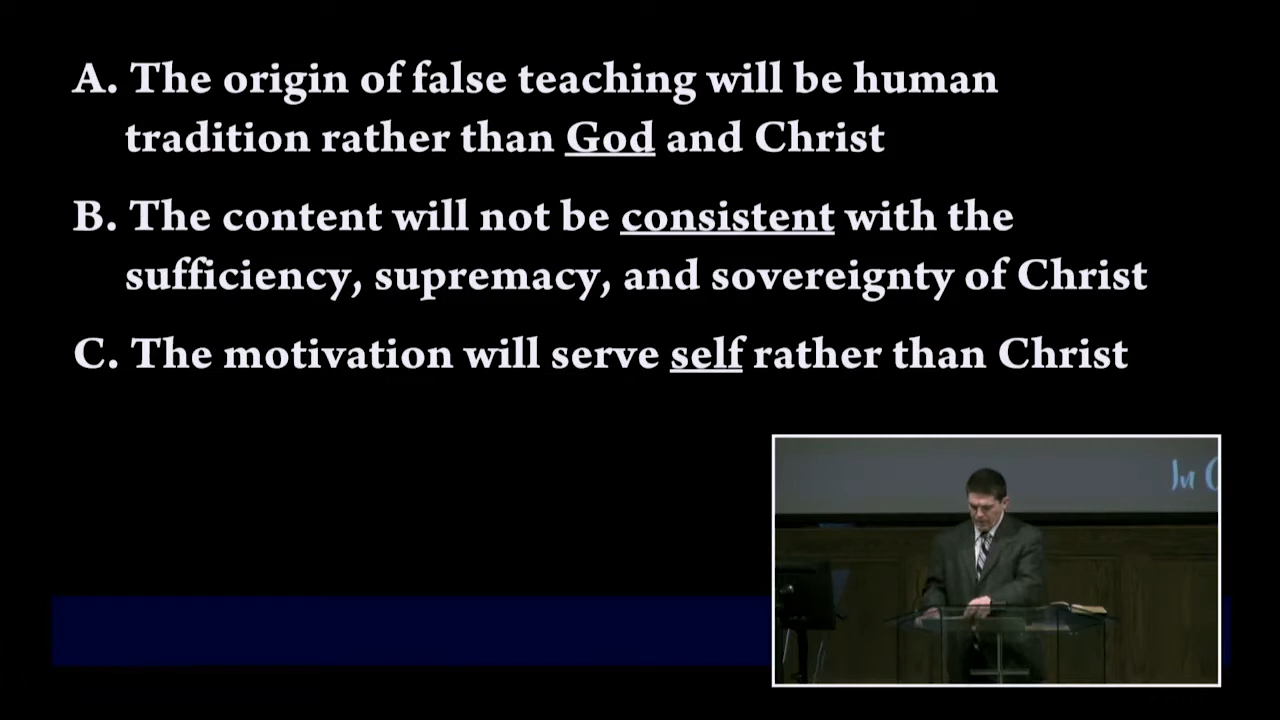 A. The origin of false teaching will be human
tradition rather than God and Christ
B. The content will not be consistent with the
sufficiency, supremacy, and sovereignty of Christ
C. The motivation will serve self rather than Christ
In